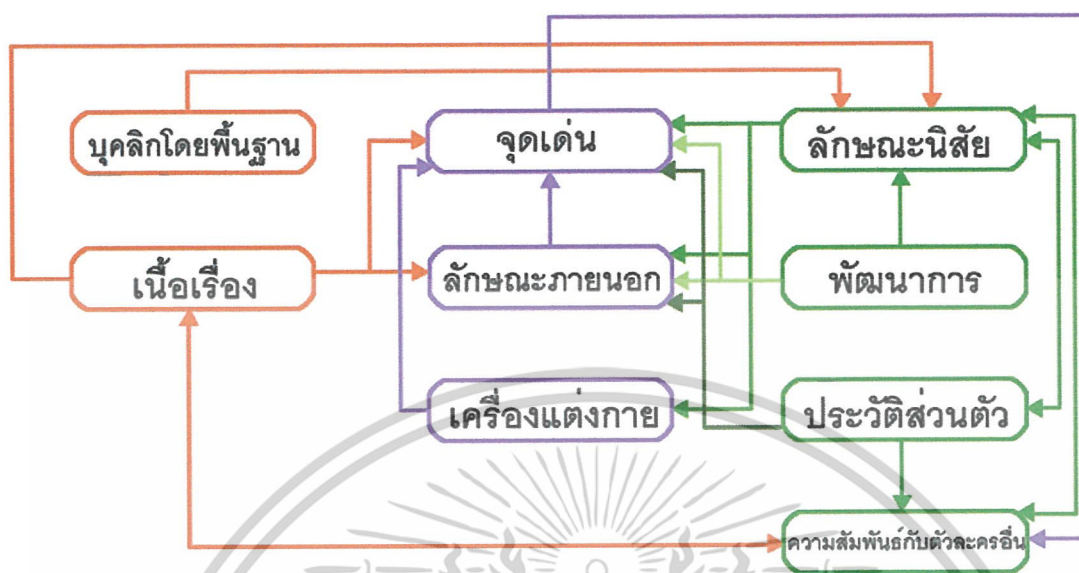 บุคลิกโดยพื้นฐาน
จุดเด่น
ลักษณะนิสัย
เนื้อเรื่อง
ลักษณะภายนอก
พัฒนาการ
เครื่องแต่งกาย
ประวัติส่วนตัว
ความสัมพันธ์กับตัวละครอื่น